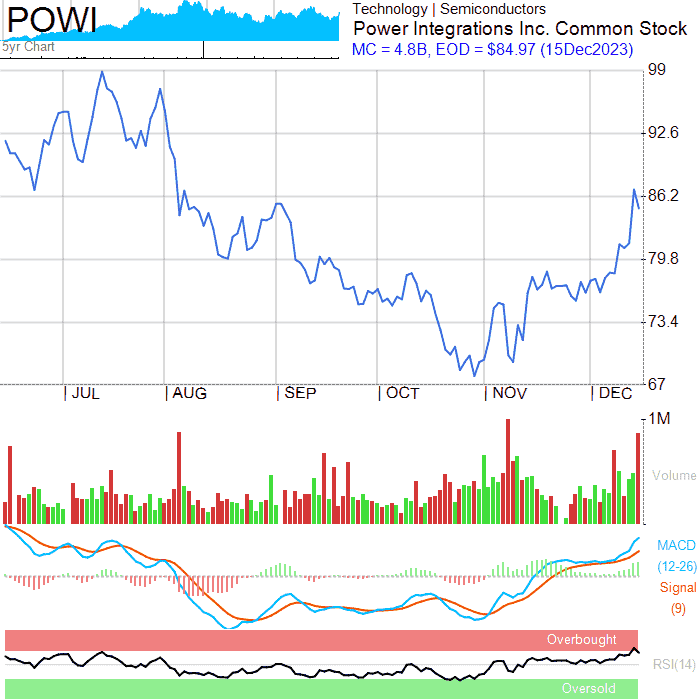 POWI
5yr Chart
Technology | Semiconductors
Power Integrations Inc. Common Stock
MC = 4.8B, EOD = $84.97 (15Dec2023)
99
92.6
86.2
79.8
73.4
67
| JUL | AUG | SEP | OCT | NOV | DEC
1M
Volume
MACD
(12-26)
Signal
(9)
Overbought
RSI(14)
Oversold